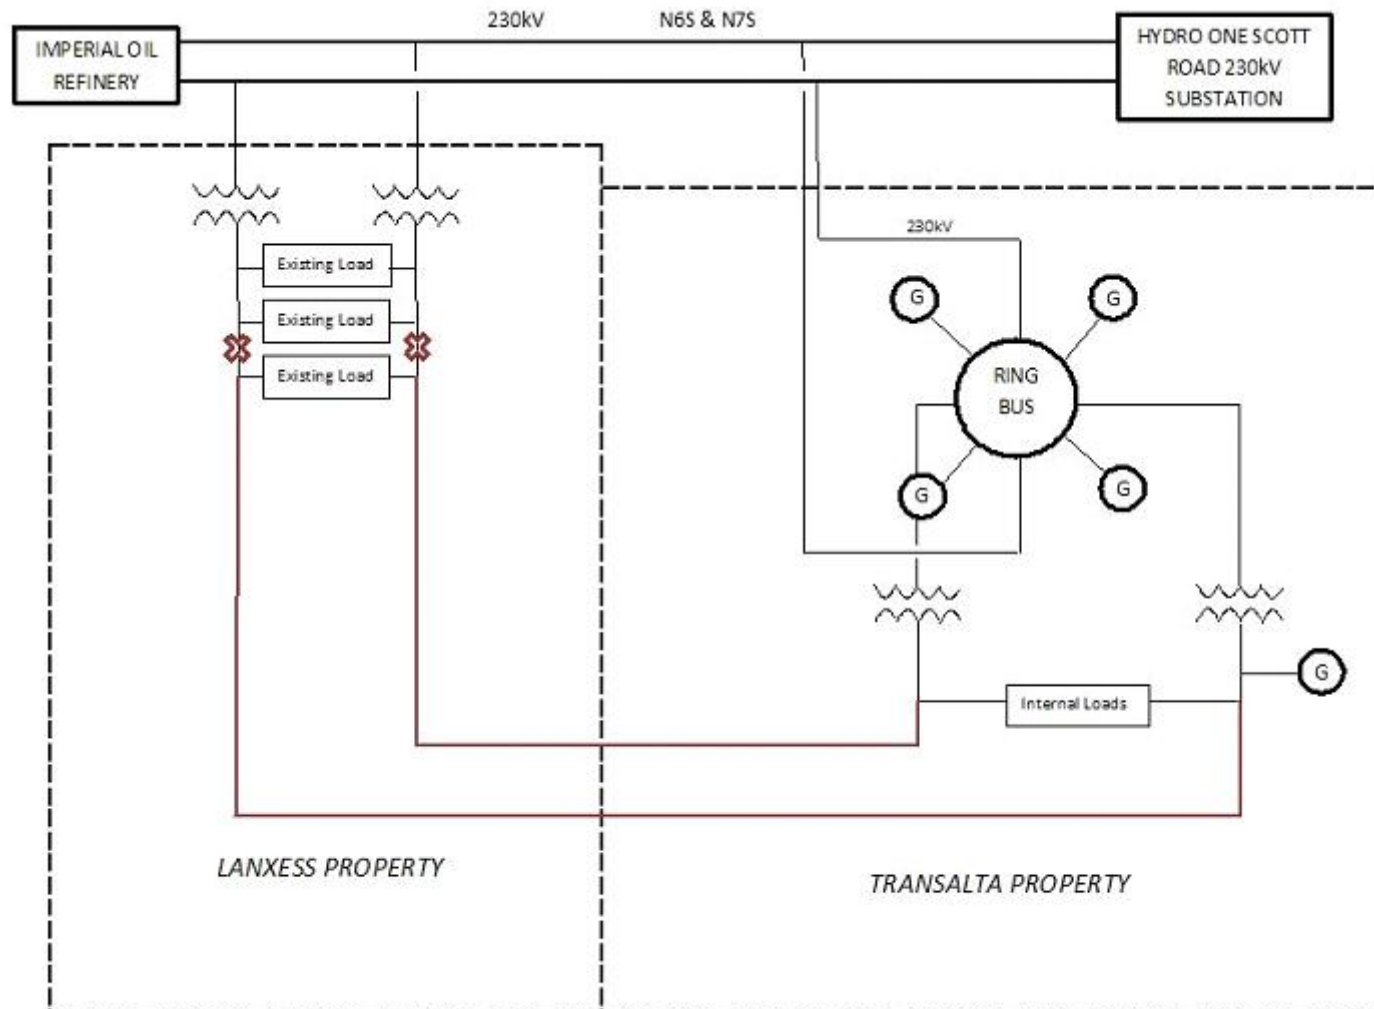 230kV
N6S & N7S
IMPERIAL OIL
REFINERY
HYDRO ONE SCOTT
ROAD 230kV
SUBSTATION
230kV
Existing Load
Existing Load
Existing Load
G
G
RING
BUS
G
G
G
Internal Loads
LANXESS PROPERTY
TRANSALTA PROPERTY